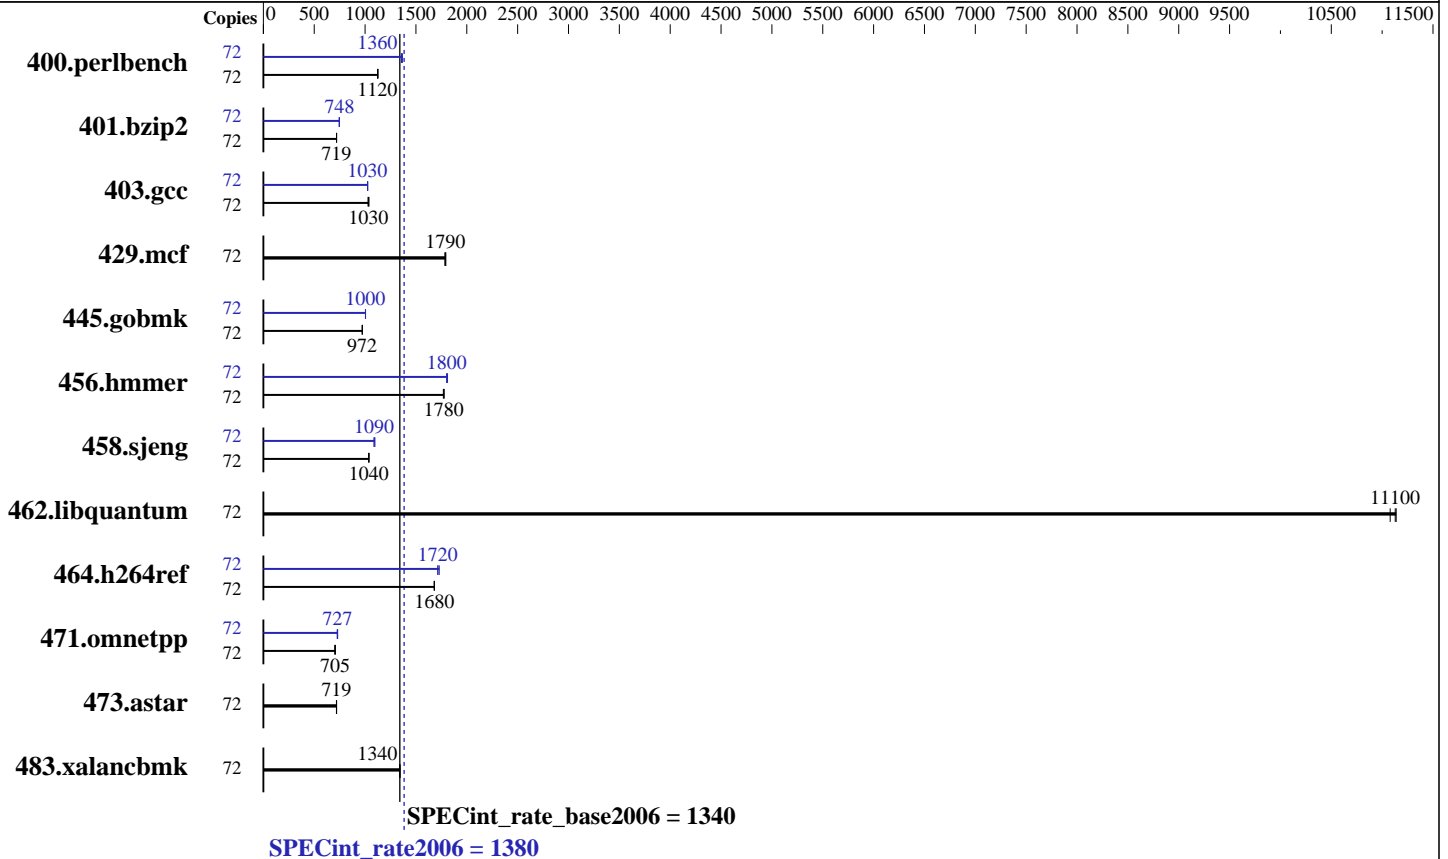 Copies 0 500 1000 1500 2000 2500 3000 3500 4000 4500 5000 5500 6000 6500 7000 7500 8000 8500 9000 9500 10500 11500
400.perlbench 72 1360
72 1120
401.bzip2 72 748
72 719
403.gcc 72 1030
72 1030
429.mcf 72 1790
445.gobmk 72 1000
72 972
456.hmmer 72 1800
72 1780
458.sjeng 72 1090
72 1040
462.libquantum 72 11100
464.h264ref 72 1720
72 1680
471.omnetpp 72 727
72 705
473.astar 72 719
483.xalancbmk 72 1340
SPECint_rate_base2006 = 1340
SPECint_rate2006 = 1380